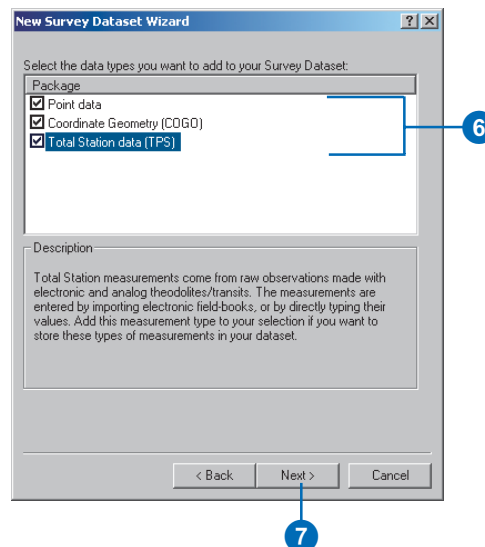 New Survey Dataset Wizard
Select the data types you want to add to your Survey Dataset:
Package
Point data
Coordinate Geometry (COGO)
Total Station data (TPS)
6
Description
Total Station measurements come from raw observations made with
electronic and analog theodolites/transits. The measurements are
entered by importing electronic field-books, or by directly typing their
values. Add this measurement type to your selection if you want to
store these types of measurements in your dataset.
< Back Next > Cancel
7